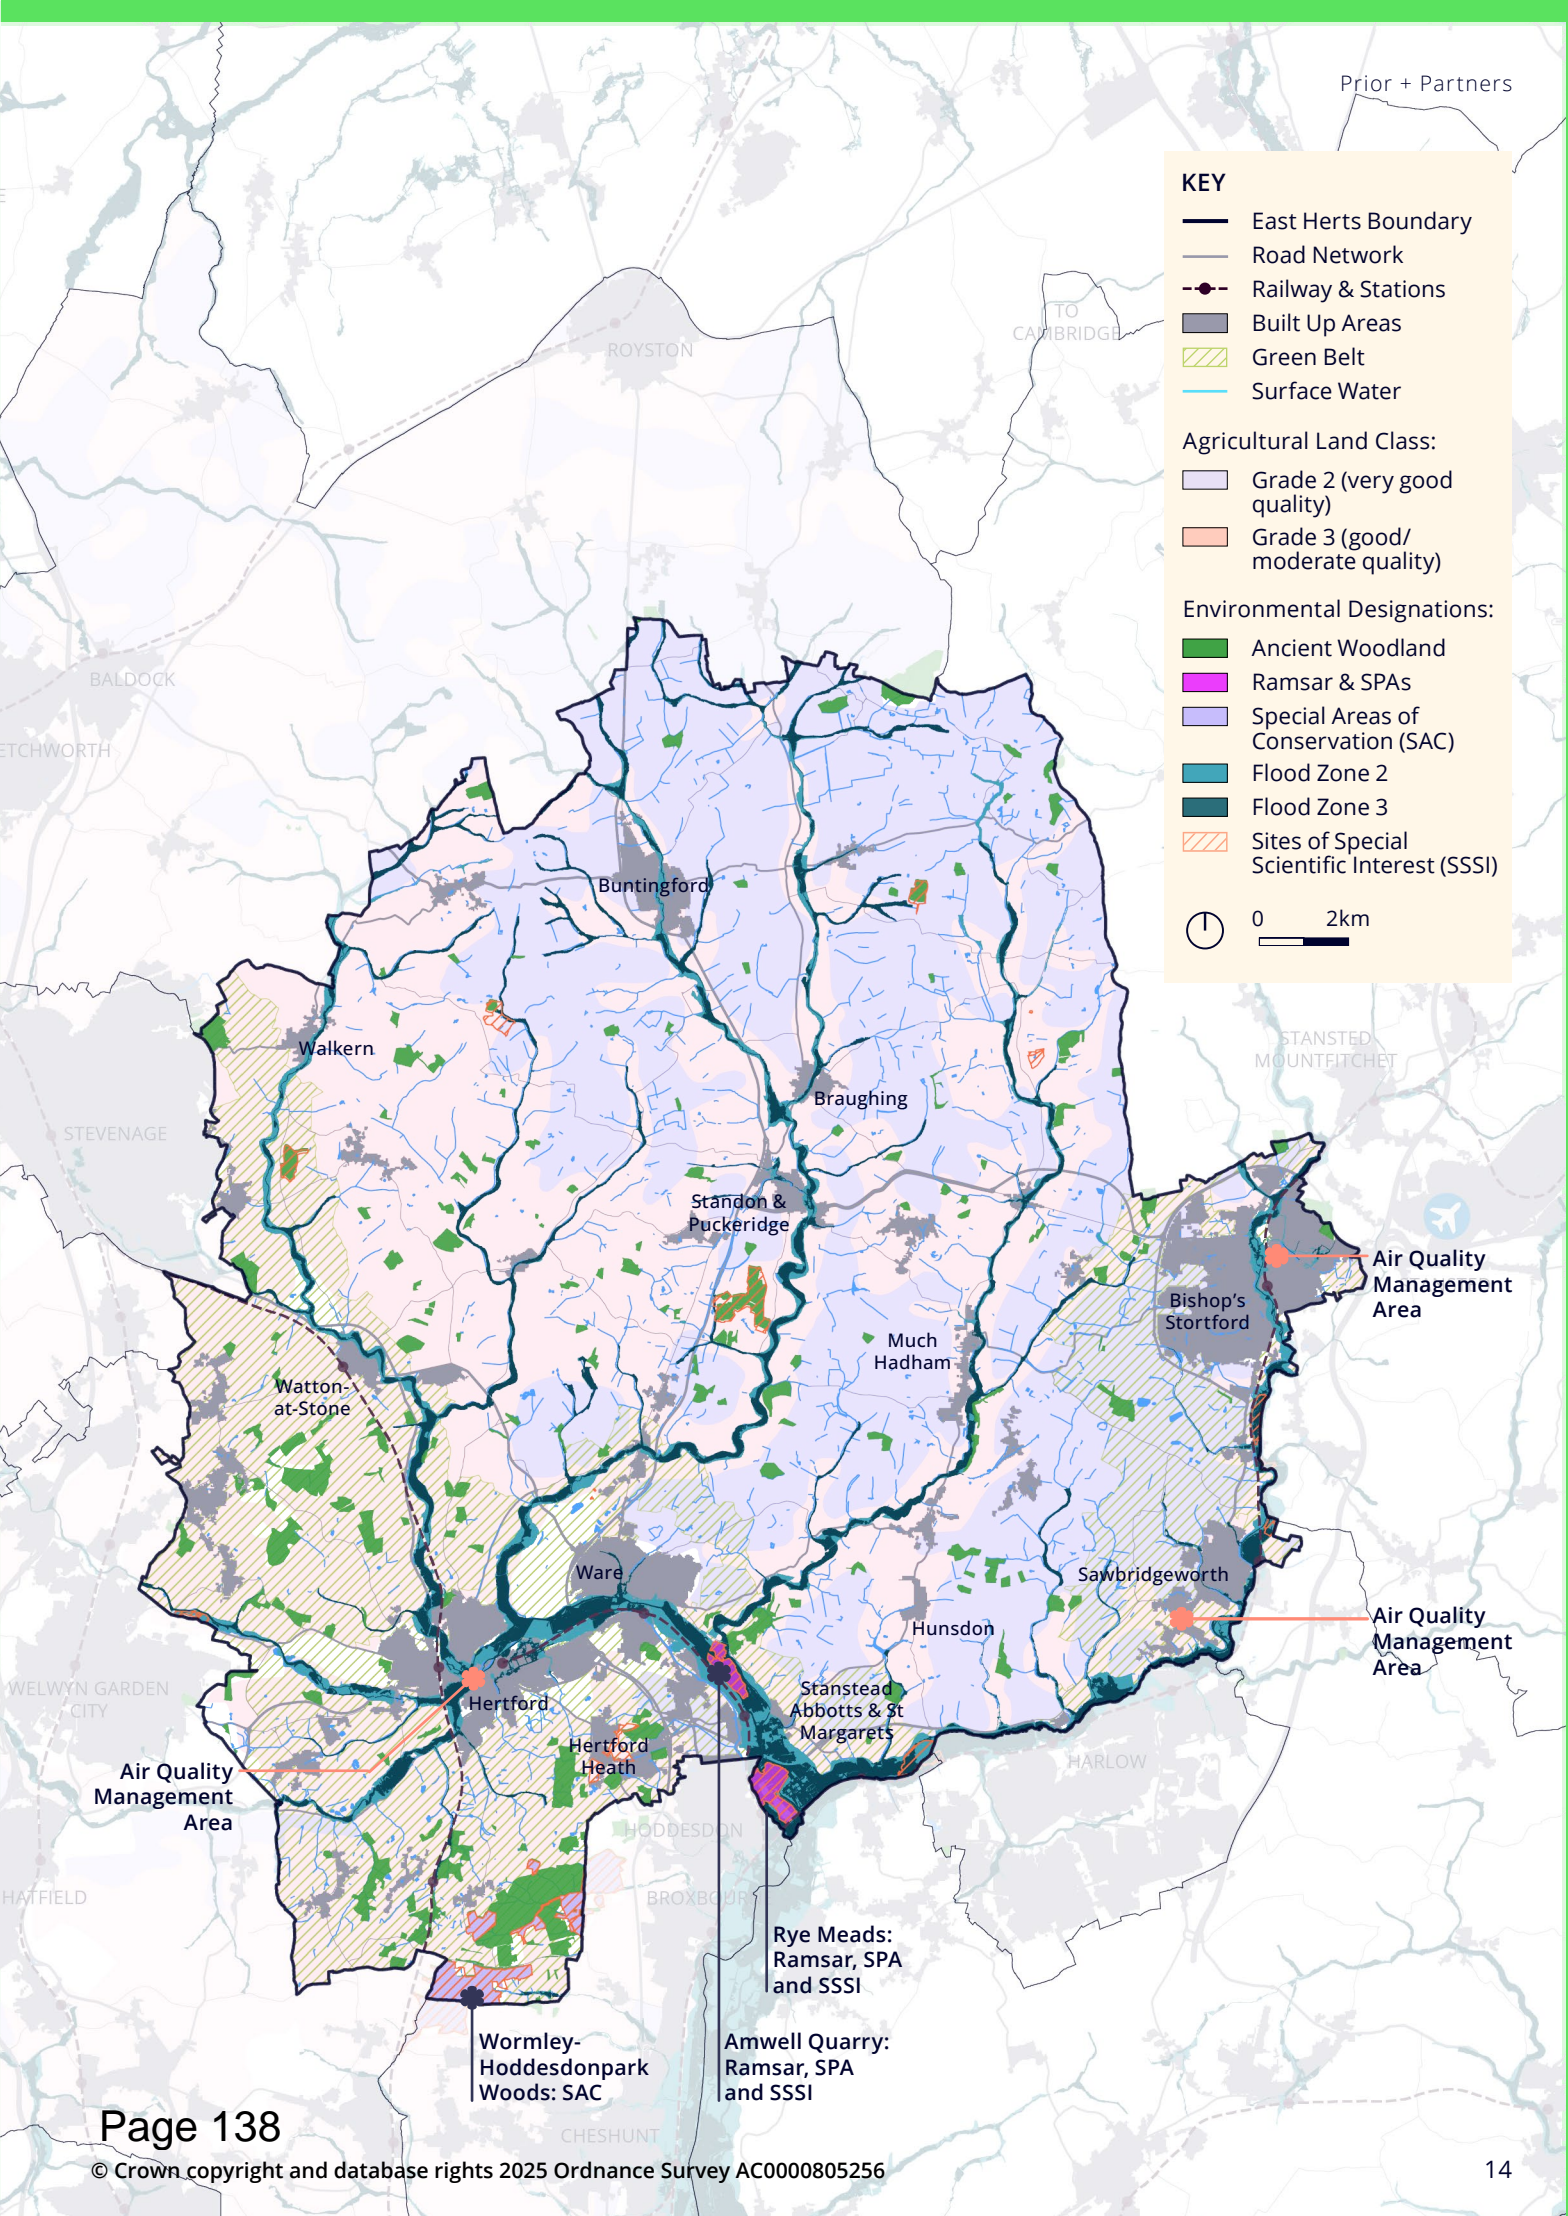 Prior + Partners
KEY
East Herts Boundary
Road Network
Railway & Stations
Built Up Areas
Green Belt
Surface Water
Agricultural Land Class:
Grade 2 (very good
quality)
Grade 3 (good/
moderate quality)
Environmental Designations:
Ancient Woodland
Ramsar & SPAs
Special Areas of
Conservation (SAC)
Flood Zone 2
Flood Zone 3
Sites of Special
Scientific Interest (SSSI)
0 2km
TO
CAMBRIDGE
ROYSTON
BALDOCK
ETCHWORTH
Buntingford
Walkern
STANSTED
MOUNTFITCHET
Braughing
STEVENAGE
Standon &
Puckeridge
Air Quality
Management
Area
Bishop's
Stortford
Much
Hadham
Watton-
at-Stone
Ware
Sawbridgeworth
Air Quality
Management
Area
Hunsdon
WELWYN GARDEN
CITY
Hertford
Stanstead
Abbotts & St
Margarets
Hertford
Heath
HARLOW
Air Quality
Management
Area
HODDESDON
HATFIELD
BROXBOUR
Rye Meads:
Ramsar, SPA
and SSSI
Wormley-
Hoddesdonpark
Woods: SAC
Amwell Quarry:
Ramsar, SPA
and SSSI
CHESHUNT
Page 138
© Crown copyright and database rights 2025 Ordnance Survey AC0000805256
14